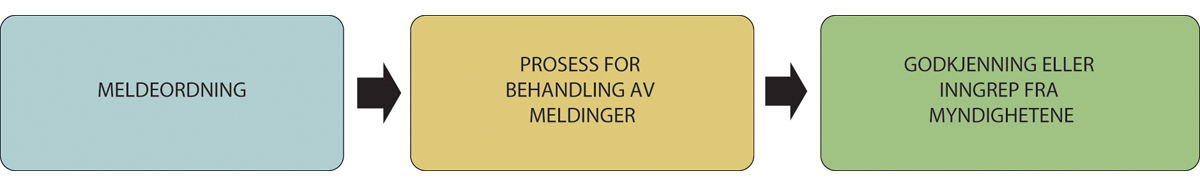 MELDEORDNING
PROSESS FOR
BEHANDLING AV
MELDINGER
GODKJENNING ELLER
INNGREP FRA
MYNDIGHETENE